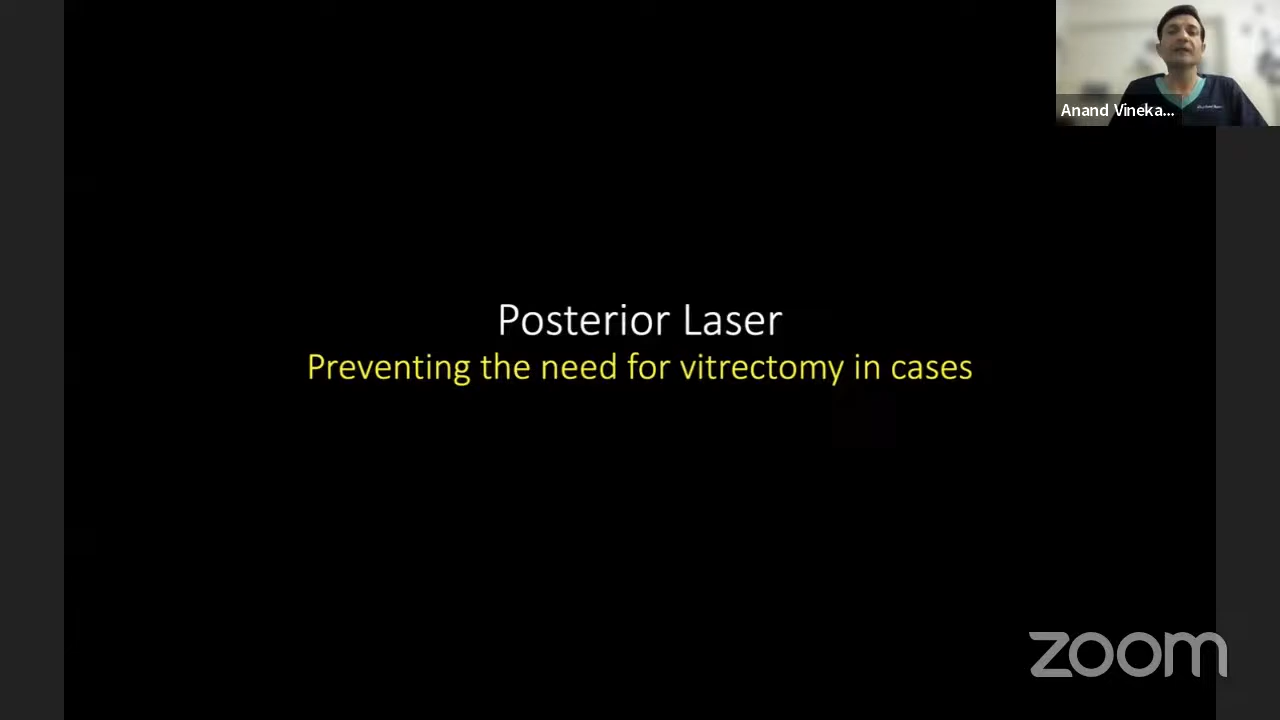 Anand Vineka...
Posterior Laser
Preventing the need for vitrectomy in cases
zoom